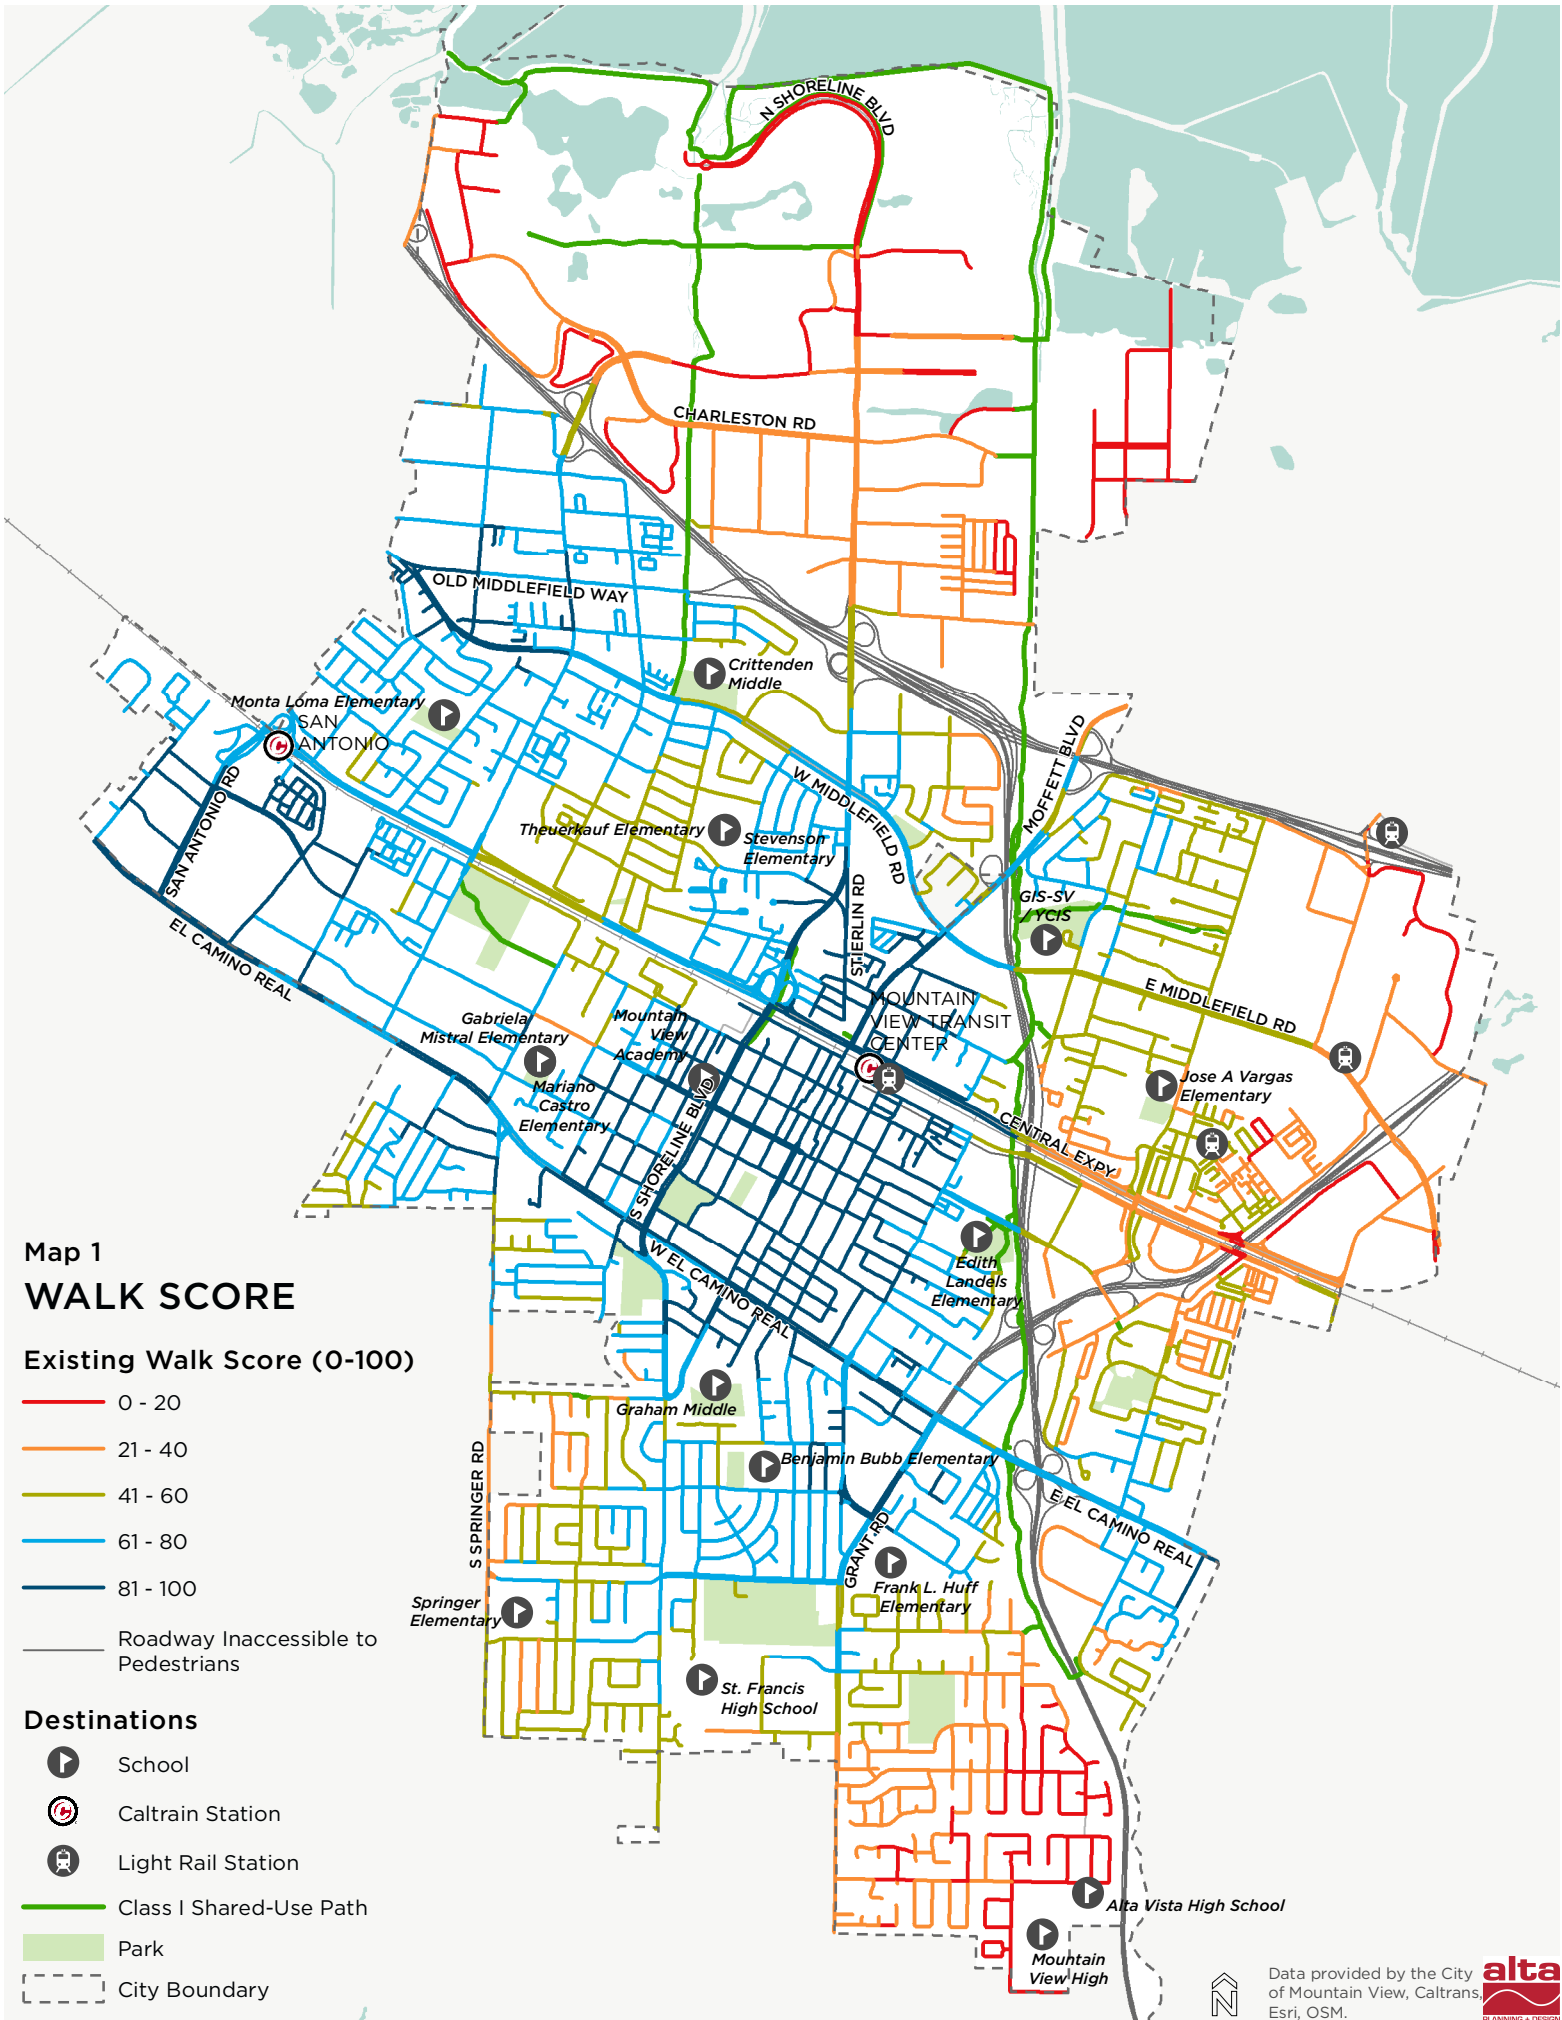 N SHORELINE BLVD
CHARLESTON RD
OLD MIDDLEFIELD WAY
Crittenden
Middle
Monta Loma Elementary
SAN
ANTONIO
MOFFETT BLVD
W MIDDLEFIELD RD
SAN ANTONIO RD
Theuerkauf Elementary
Stevenson
Elementary
STIERLIN RD
GIS-SV
/ YCIS
EL CAMINO REAL
E MIDDLEFIELD RD
MOUNTAIN
VIEW TRANSIT
CENTER
Gabriela
Mistral Elementary
Mountain
View
Academy
Mariano
Castro
Elementary
Jose A Vargas
Elementary
CENTRAL EXPY
S SHORELINE BLVD
W EL CAMINO REAL
Edith
Landels
Elementary
Graham Middle
Benjamin Bubb Elementary
S SPRINGER RD
E EL CAMINO REAL
GRANT RD
Frank L. Huff
Elementary
Springer
Elementary
St. Francis
High School
Alta Vista High School
Mountain
View High
Map 1
WALK SCORE
Existing Walk Score (0-100)
0 - 20
21 - 40
41 - 60
61 - 80
81 - 100
Roadway Inaccessible to
Pedestrians
Destinations
School
Caltrain Station
Light Rail Station
Class I Shared-Use Path
Park
City Boundary
N
Data provided by the City
of Mountain View, Caltrans,
Esri, OSM.
alta
PLANNING + DESIGN